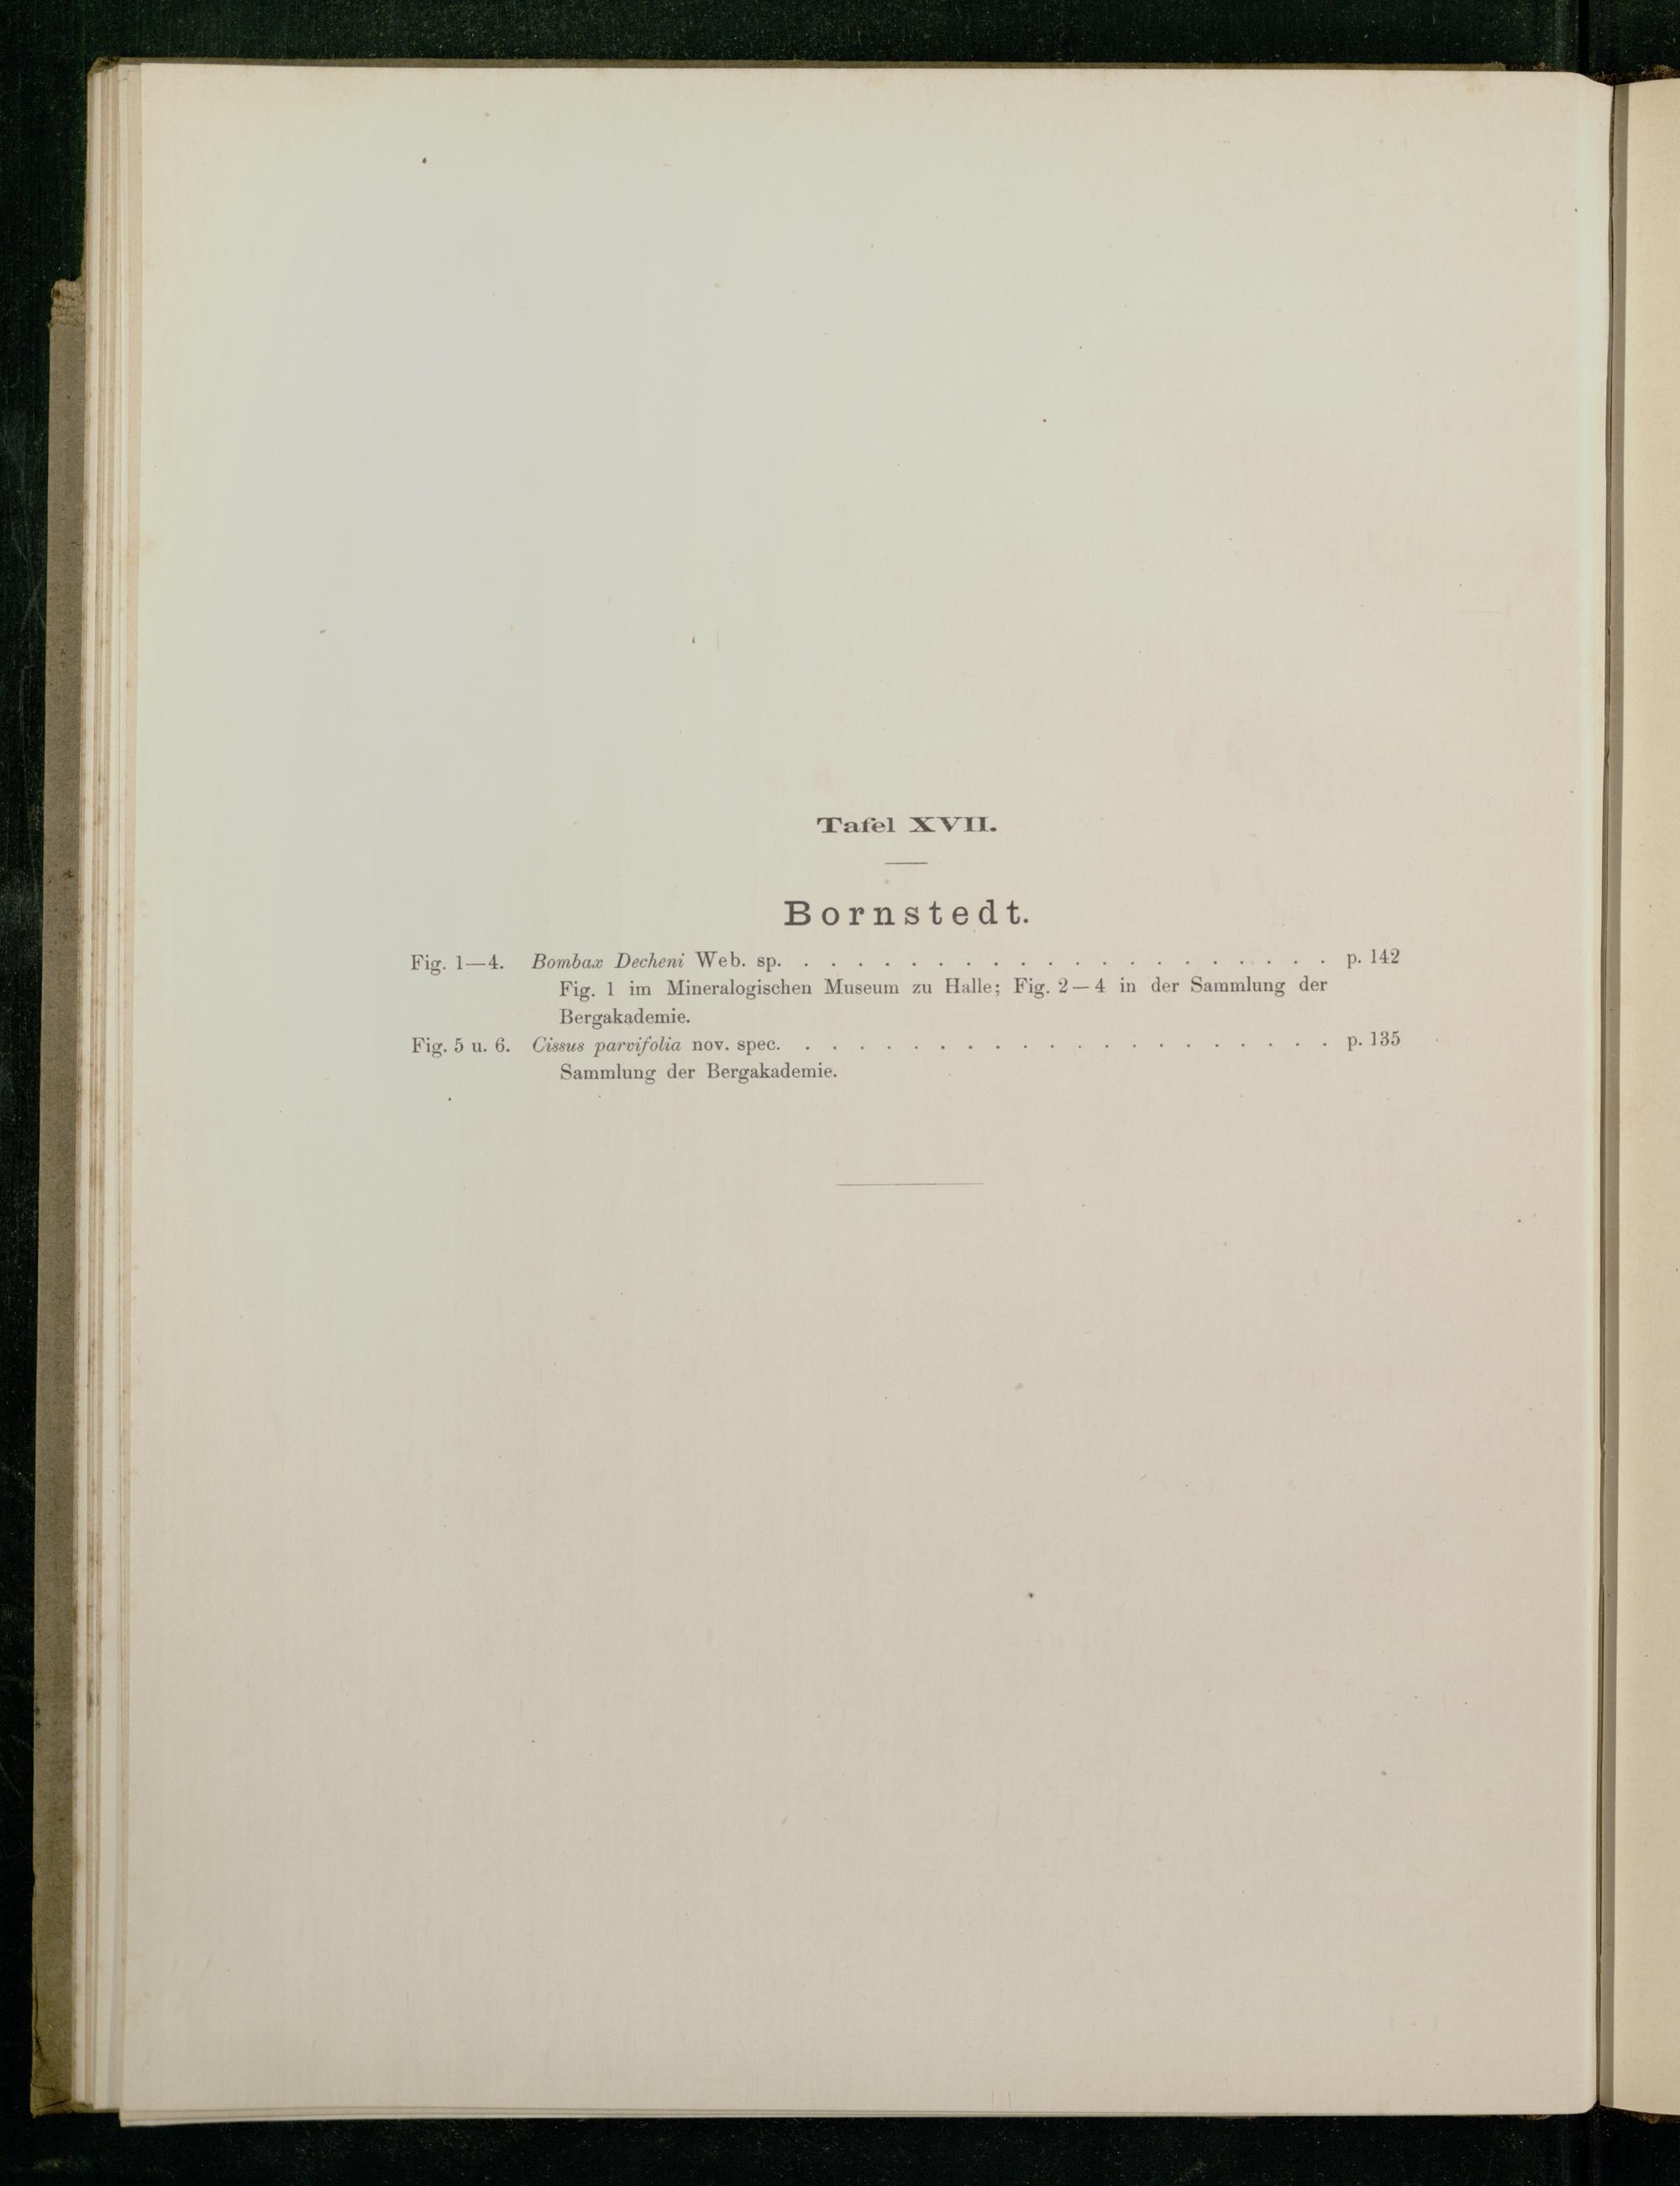 Tafel XVII.
Bornstedt.
Fig. 1—4. Bombax Decheni Web. sp. . . . . . . . . . . . . . . . . . . . . p. 142
Fig. 1 im Mineralogischen Museum zu Halle; Fig. 2—4 in der Sammlung der
Bergakademie.
Fig. 5 u. 6. Cissus parvifolia nov. spec. . . . . . . . . . . . . . . . . . . . . p. 135
Sammlung der Bergakademie.